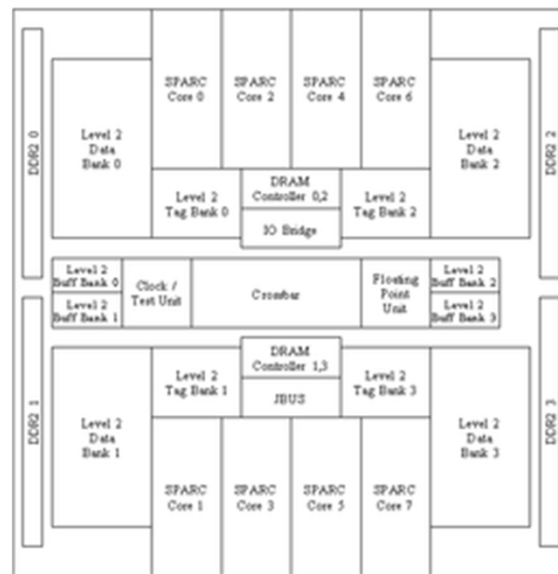 SPARC
Core 0
SPARC
Core 2
SPARC
Core 4
SPARC
Core 6
DDR2 0
Level 2
Data
Bank 0
Level 2
Data
Bank 2
DDR2 2
Level 2
Tag Bank 0
DRAM
Controller 0,2
Level 2
Tag Bank 2
IO Bridge
Level 2
Buff Bank 0
Level 2
Buff Bank 1
Clock /
Test Unit
Crossbar
Floating
Point
Unit
Level 2
Buff Bank 2
Level 2
Buff Bank 3
DDR2 1
Level 2
Data
Bank 1
Level 2
Tag Bank 1
DRAM
Controller 1,3
JBUS
Level 2
Tag Bank 3
Level 2
Data
Bank 3
DDR2 3
SPARC
Core 1
SPARC
Core 3
SPARC
Core 5
SPARC
Core 7